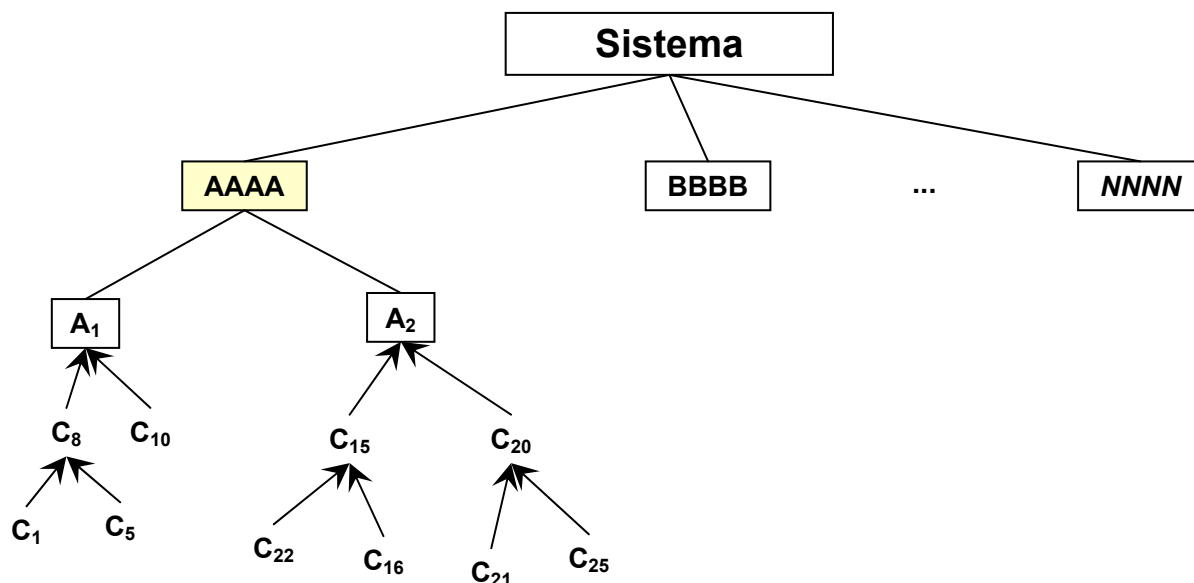 Sistema
AAAA BBBB ... NNNN
A₁ A₂
C₈ C₁₀ C₁₅ C₂₀
C₁ C₅ C₂₂ C₁₆ C₂₁ C₂₅